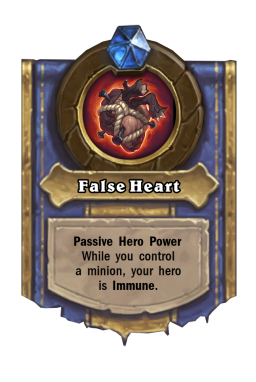 False Heart
Passive Hero Power
While you control
a minion, your hero
is Immune.